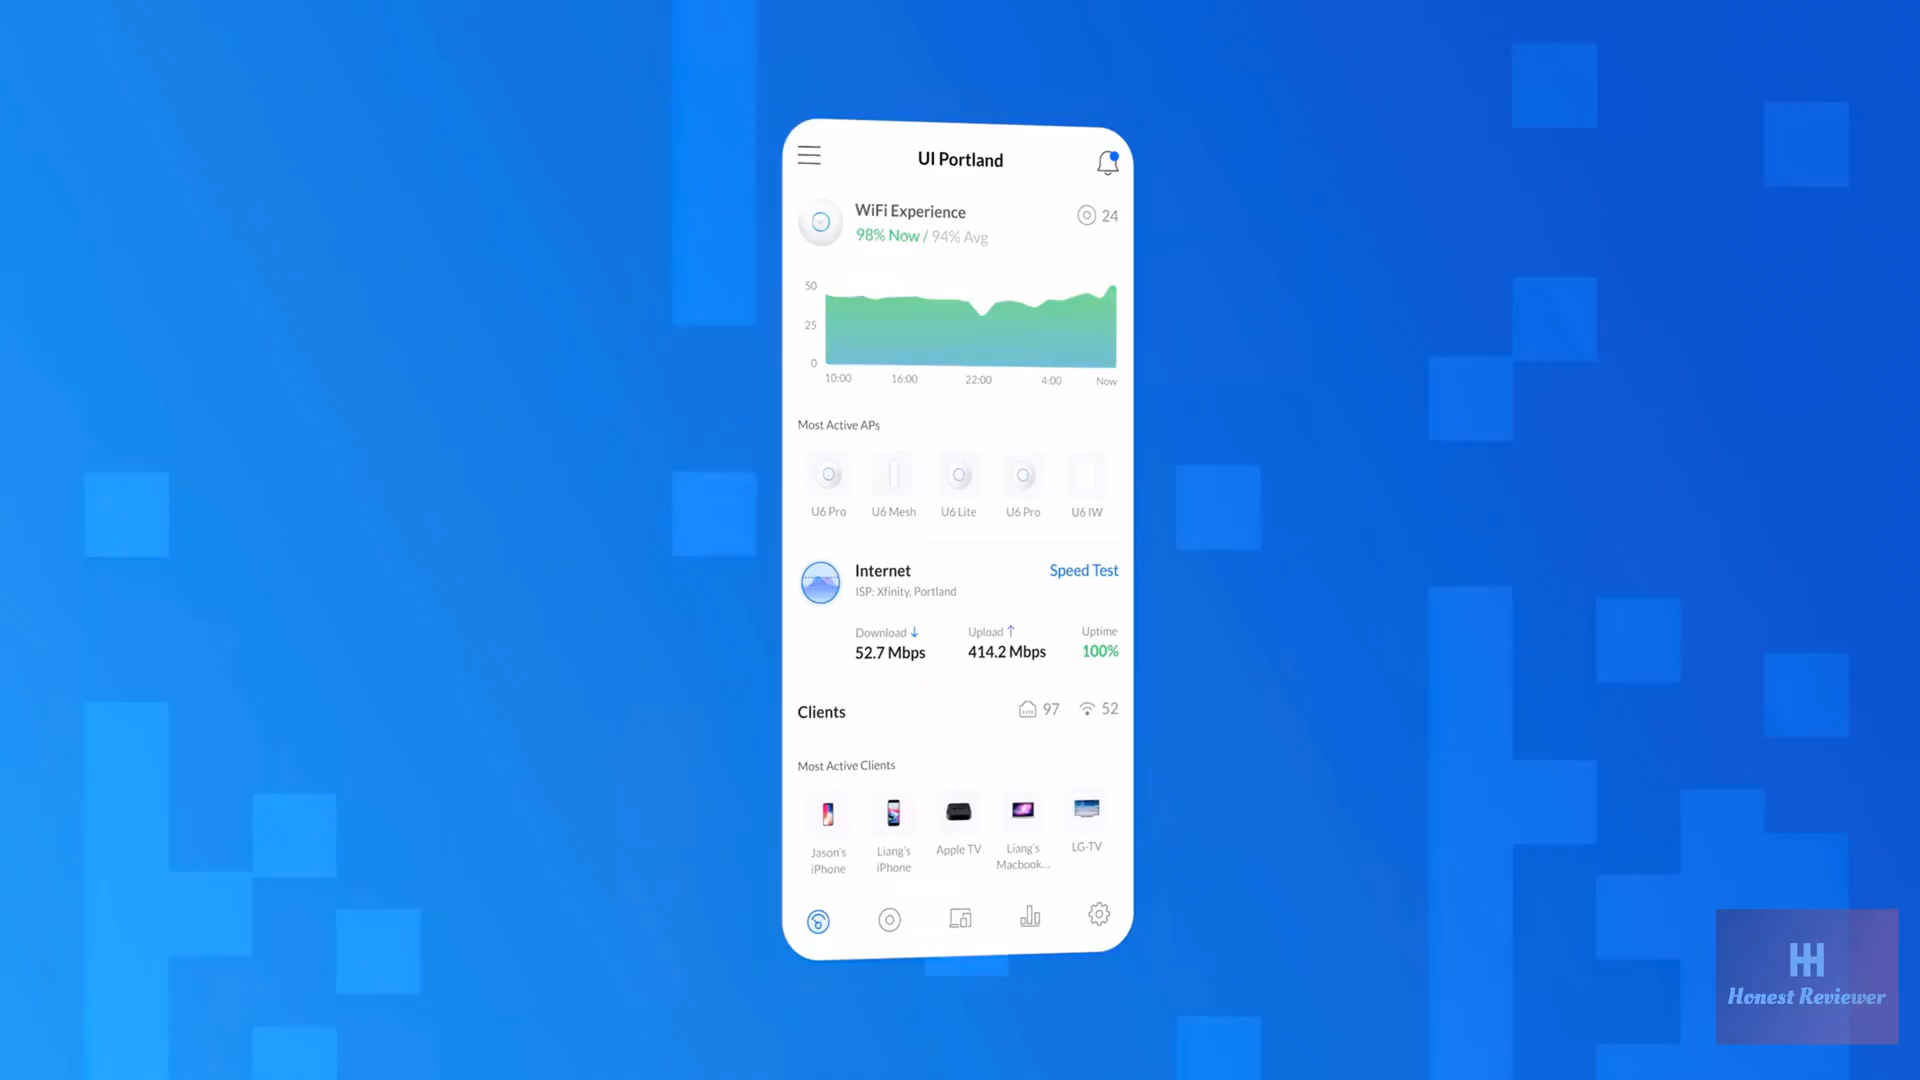 UI Portland
WiFi Experience
98% Now / 94% Avg
24
50
25
0
10:00 16:00 22:00 4:00 Now
Most Active APs
U6 Pro U6 Mesh U6 Lite U6 Pro U6 IW
Internet
Speed Test
ISP: Xfinity, Portland
Download ↓ Upload ↑ Uptime
52.7 Mbps 414.2 Mbps 100%
Clients
97 52
Most Active Clients
Jason's iPhone
Liang's iPhone
Apple TV
Liang's Macbook...
LG-TV
Honest Reviewer